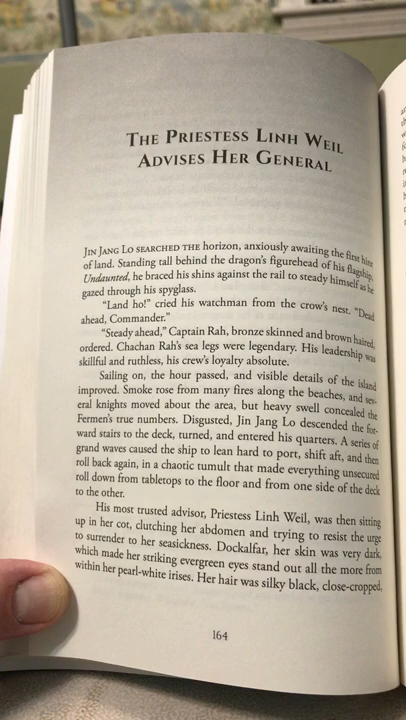 THE PRIESTESS LINH WEIL
ADVISES HER GENERAL
JIN JANG LO SEARCHED THE horizon, anxiously awaiting the first hint
of land. Standing tall behind the dragon's figurehead of his flagship,
Undaunted, he braced his shins against the rail to steady himself as he
gazed through his spyglass.
"Land ho!" cried his watchman from the crow's nest. "Dead
ahead, Commander."
"Steady ahead," Captain Rah, bronze skinned and brown haired,
ordered. Chachan Rah's sea legs were legendary. His leadership was
skillful and ruthless, his crew's loyalty absolute.
Sailing on, the hour passed, and visible details of the island
improved. Smoke rose from many fires along the beaches, and sev-
eral knights moved about the area, but heavy swell concealed the
Fermen's true numbers. Disgusted, Jin Jang Lo descended the for-
ward stairs to the deck, turned, and entered his quarters. A series of
grand waves caused the ship to lean hard to port, shift aft, and then
roll back again, in a chaotic tumult that made everything unsecured
roll down from tabletops to the floor and from one side of the deck
to the other.
His most trusted advisor, Priestess Linh Weil, was then sitting
up in her cot, clutching her abdomen and trying to resist the urge
to surrender to her seasickness. Dockalfar, her skin was very dark,
which made her striking evergreen eyes stand out all the more from
within her pearl-white irises. Her hair was silky black, close-cropped,
164